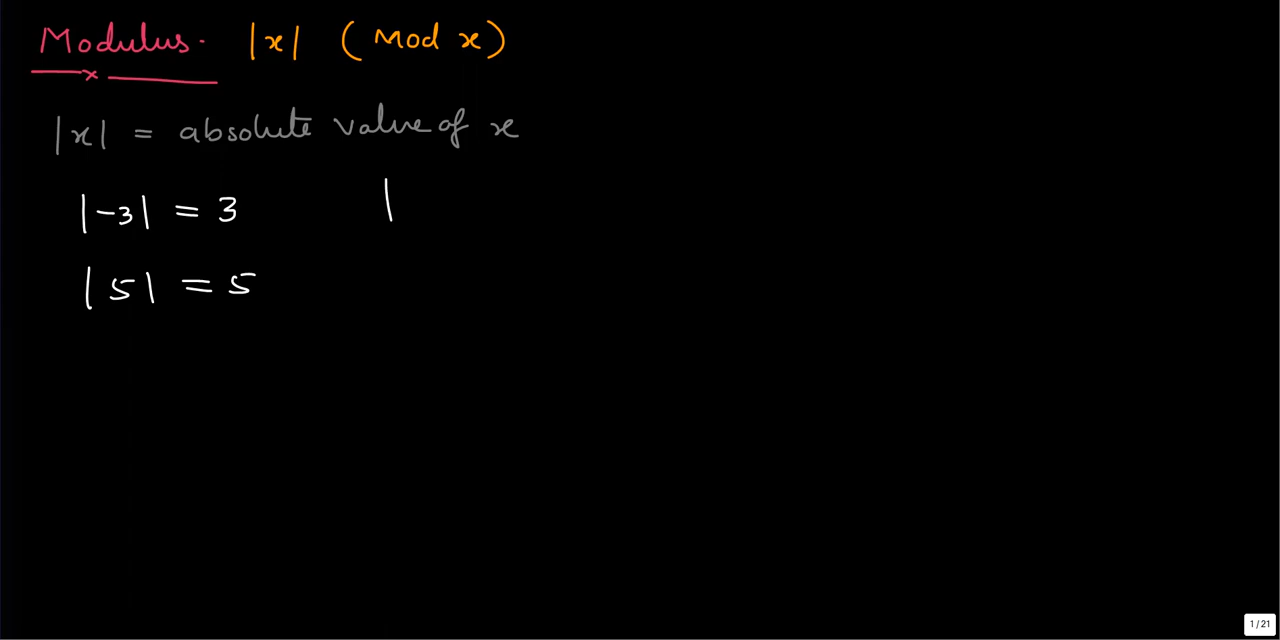 Modulus. |x| (Mod x)
|x| = absolute value of x
|-3| = 3 |
|5| = 5
1 / 21